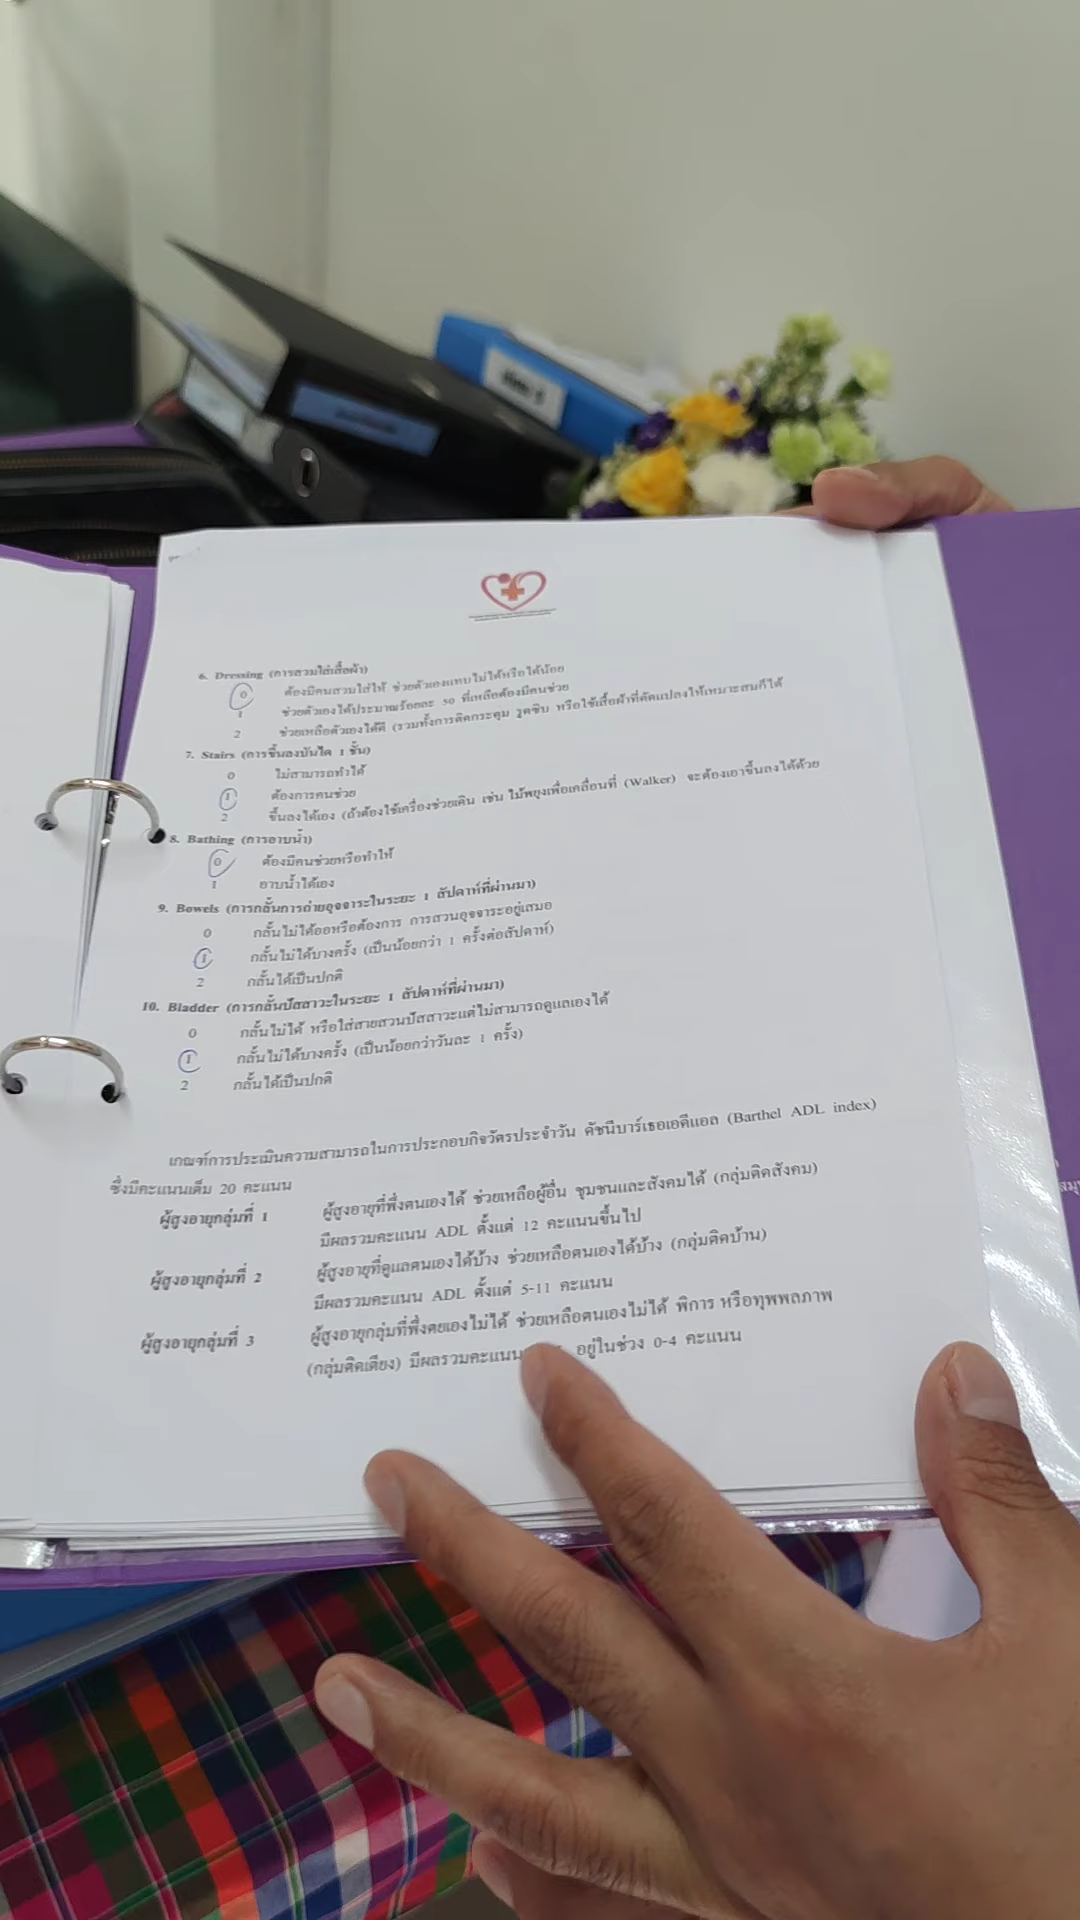 6. Dressing (การสวมใส่เสื้อผ้า)
0 ต้องมีคนสวมใส่ให้ ช่วยตัวเองแทบไม่ได้หรือได้น้อย
1 ช่วยตัวเองได้ประมาณร้อยละ 50 ที่เหลือต้องมีคนช่วย
2 ช่วยเหลือตัวเองได้ดี (รวมทั้งการติดกระดุม รูดซิบ หรือใช้เสื้อผ้าที่ดัดแปลงให้เหมาะสมก็ได้
7. Stairs (การขึ้นลงบันได 1 ชั้น)
0 ไม่สามารถทำได้
1 ต้องการคนช่วย
2 ขึ้นลงได้เอง (ถ้าต้องใช้เครื่องช่วยเดิน เช่น ไม้พยุงเพื่อเคลื่อนที่ (Walker) จะต้องเอาขึ้นลงได้ด้วย
8. Bathing (การอาบน้ำ)
0 ต้องมีคนช่วยหรือทำให้
1 อาบน้ำได้เอง
9. Bowels (การกลั้นการถ่ายอุจจาระในระยะ 1 สัปดาห์ที่ผ่านมา)
0 กลั้นไม่ได้ออหรือต้องการ การสวนอุจจาระอยู่เสมอ
1 กลั้นไม่ได้บางครั้ง (เป็นน้อยกว่า 1 ครั้งต่อสัปดาห์)
2 กลั้นได้เป็นปกติ
10. Bladder (การกลั้นปัสสาวะในระยะ 1 สัปดาห์ที่ผ่านมา)
0 กลั้นไม่ได้ หรือใส่สายสวนปัสสาวะแต่ไม่สามารถดูแลเองได้
1 กลั้นไม่ได้บางครั้ง (เป็นน้อยกว่าวันละ 1 ครั้ง)
2 กลั้นได้เป็นปกติ
เกณฑ์การประเมินความสามารถในการประกอบกิจวัตรประจำวัน ดัชนีบาร์เธอเอดีแอล (Barthel ADL index)
ซึ่งมีคะแนนเต็ม 20 คะแนน
ผู้สูงอายุกลุ่มที่ 1 ผู้สูงอายุที่พึ่งตนเองได้ ช่วยเหลือผู้อื่น ชุมชนและสังคมได้ (กลุ่มติดสังคม)
มีผลรวมคะแนน ADL ตั้งแต่ 12 คะแนนขึ้นไป
ผู้สูงอายุกลุ่มที่ 2 ผู้สูงอายุที่ดูแลตนเองได้บ้าง ช่วยเหลือตนเองได้บ้าง (กลุ่มติดบ้าน)
มีผลรวมคะแนน ADL ตั้งแต่ 5-11 คะแนน
ผู้สูงอายุกลุ่มที่ 3 ผู้สูงอายุกลุ่มที่พึ่งตยเองไม่ได้ ช่วยเหลือตนเองไม่ได้ พิการ หรือทุพพลภาพ
(กลุ่มติดเตียง) มีผลรวมคะแนน อยู่ในช่วง 0-4 คะแนน